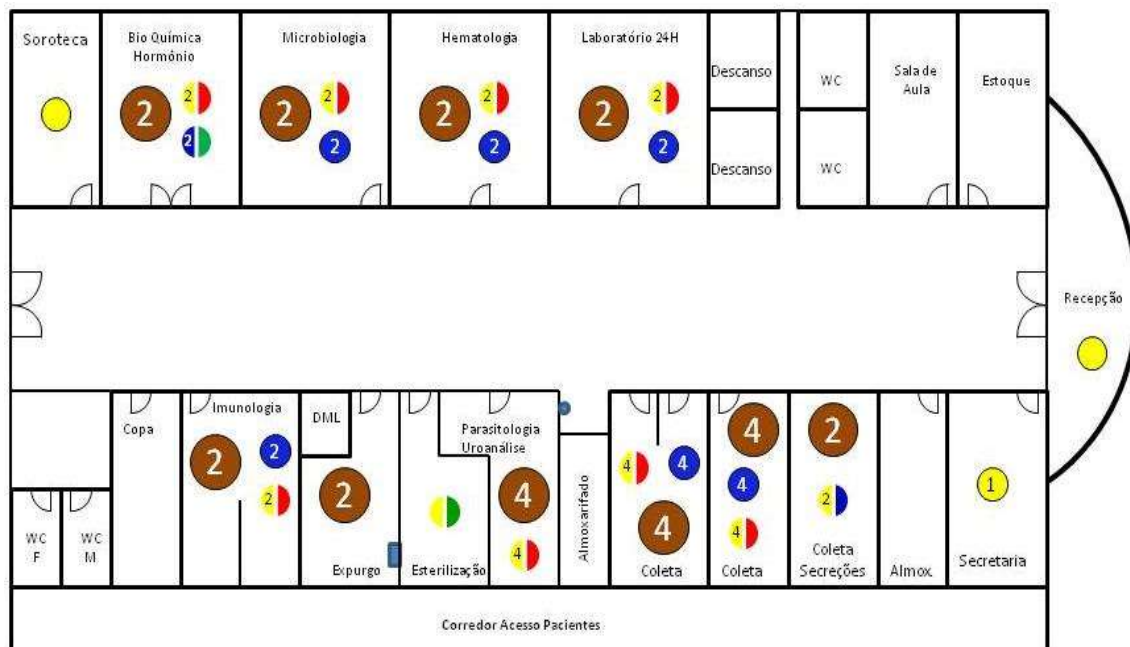 Soroteca
Bio Química
Hormónio
Microbiologia
Hematologia
Laboratório 24H
Descanso
WC
Sala de
Aula
Estoque
2
2
2
2
2
2
2
2
2
2
2
2
Descanso
WC
Recepção
Copa
Imunologia
DML
Parasitologia
Uroanálise
Almoxarifado
2
2
2
2
4
4
4
4
4
4
4
4
2
2
1
WC
F
WC
M
Expurgo
Esterilização
Coleta
Coleta
Coleta
Secreções
Almox.
Secretaria
Corredor Acesso Pacientes